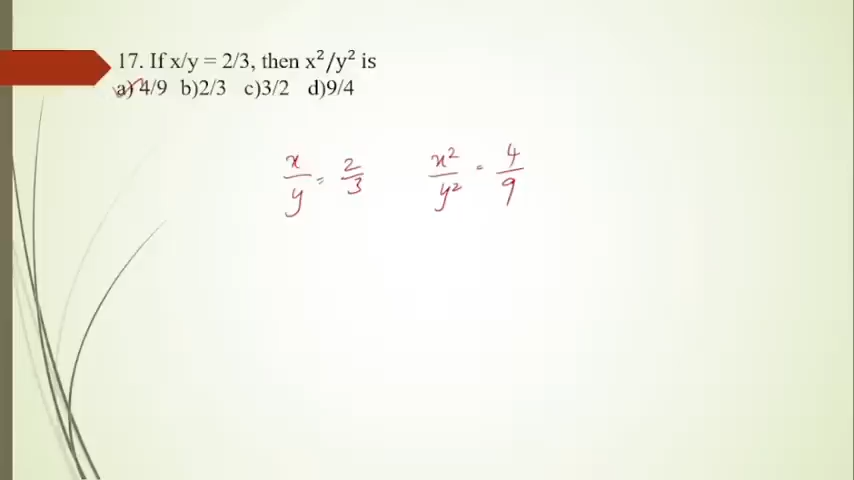 17. If x/y = 2/3, then x²/y² is
a) 4/9 b)2/3 c)3/2 d)9/4
x/y = 2/3 x²/y² = 4/9